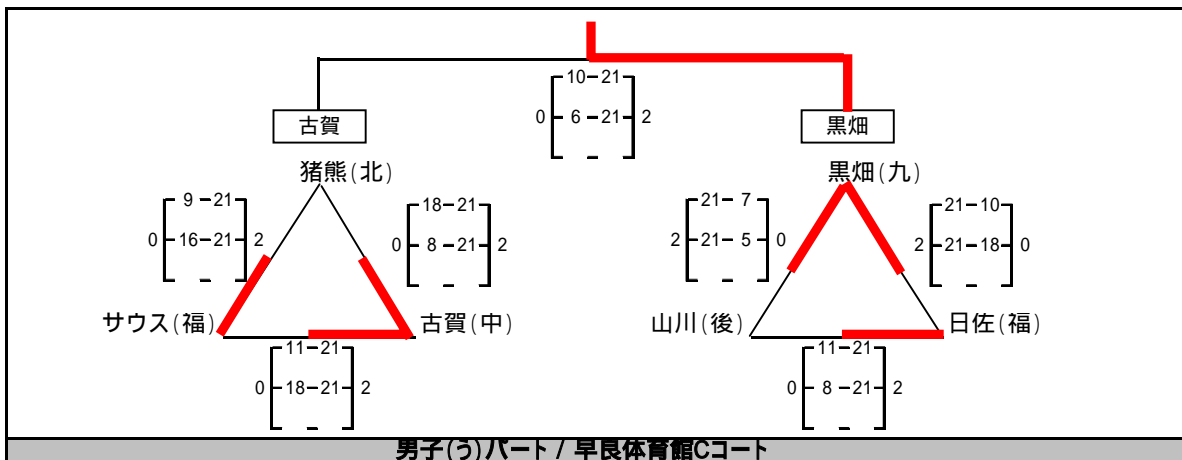 10-21
0 6-21 2
- -
古賀
黒畑
猪熊(北)
黒畑(九)
9-21
0 16-21 2
- -
18-21
0 8-21 2
- -
21-7
2 21-5 0
- -
21-10
2 21-18 0
- -
サウス(福)
古賀(中)
山川(後)
日佐(福)
11-21
0 18-21 2
- -
11-21
0 8-21 2
- -
男子(う)パート / 早良体育館Cコート